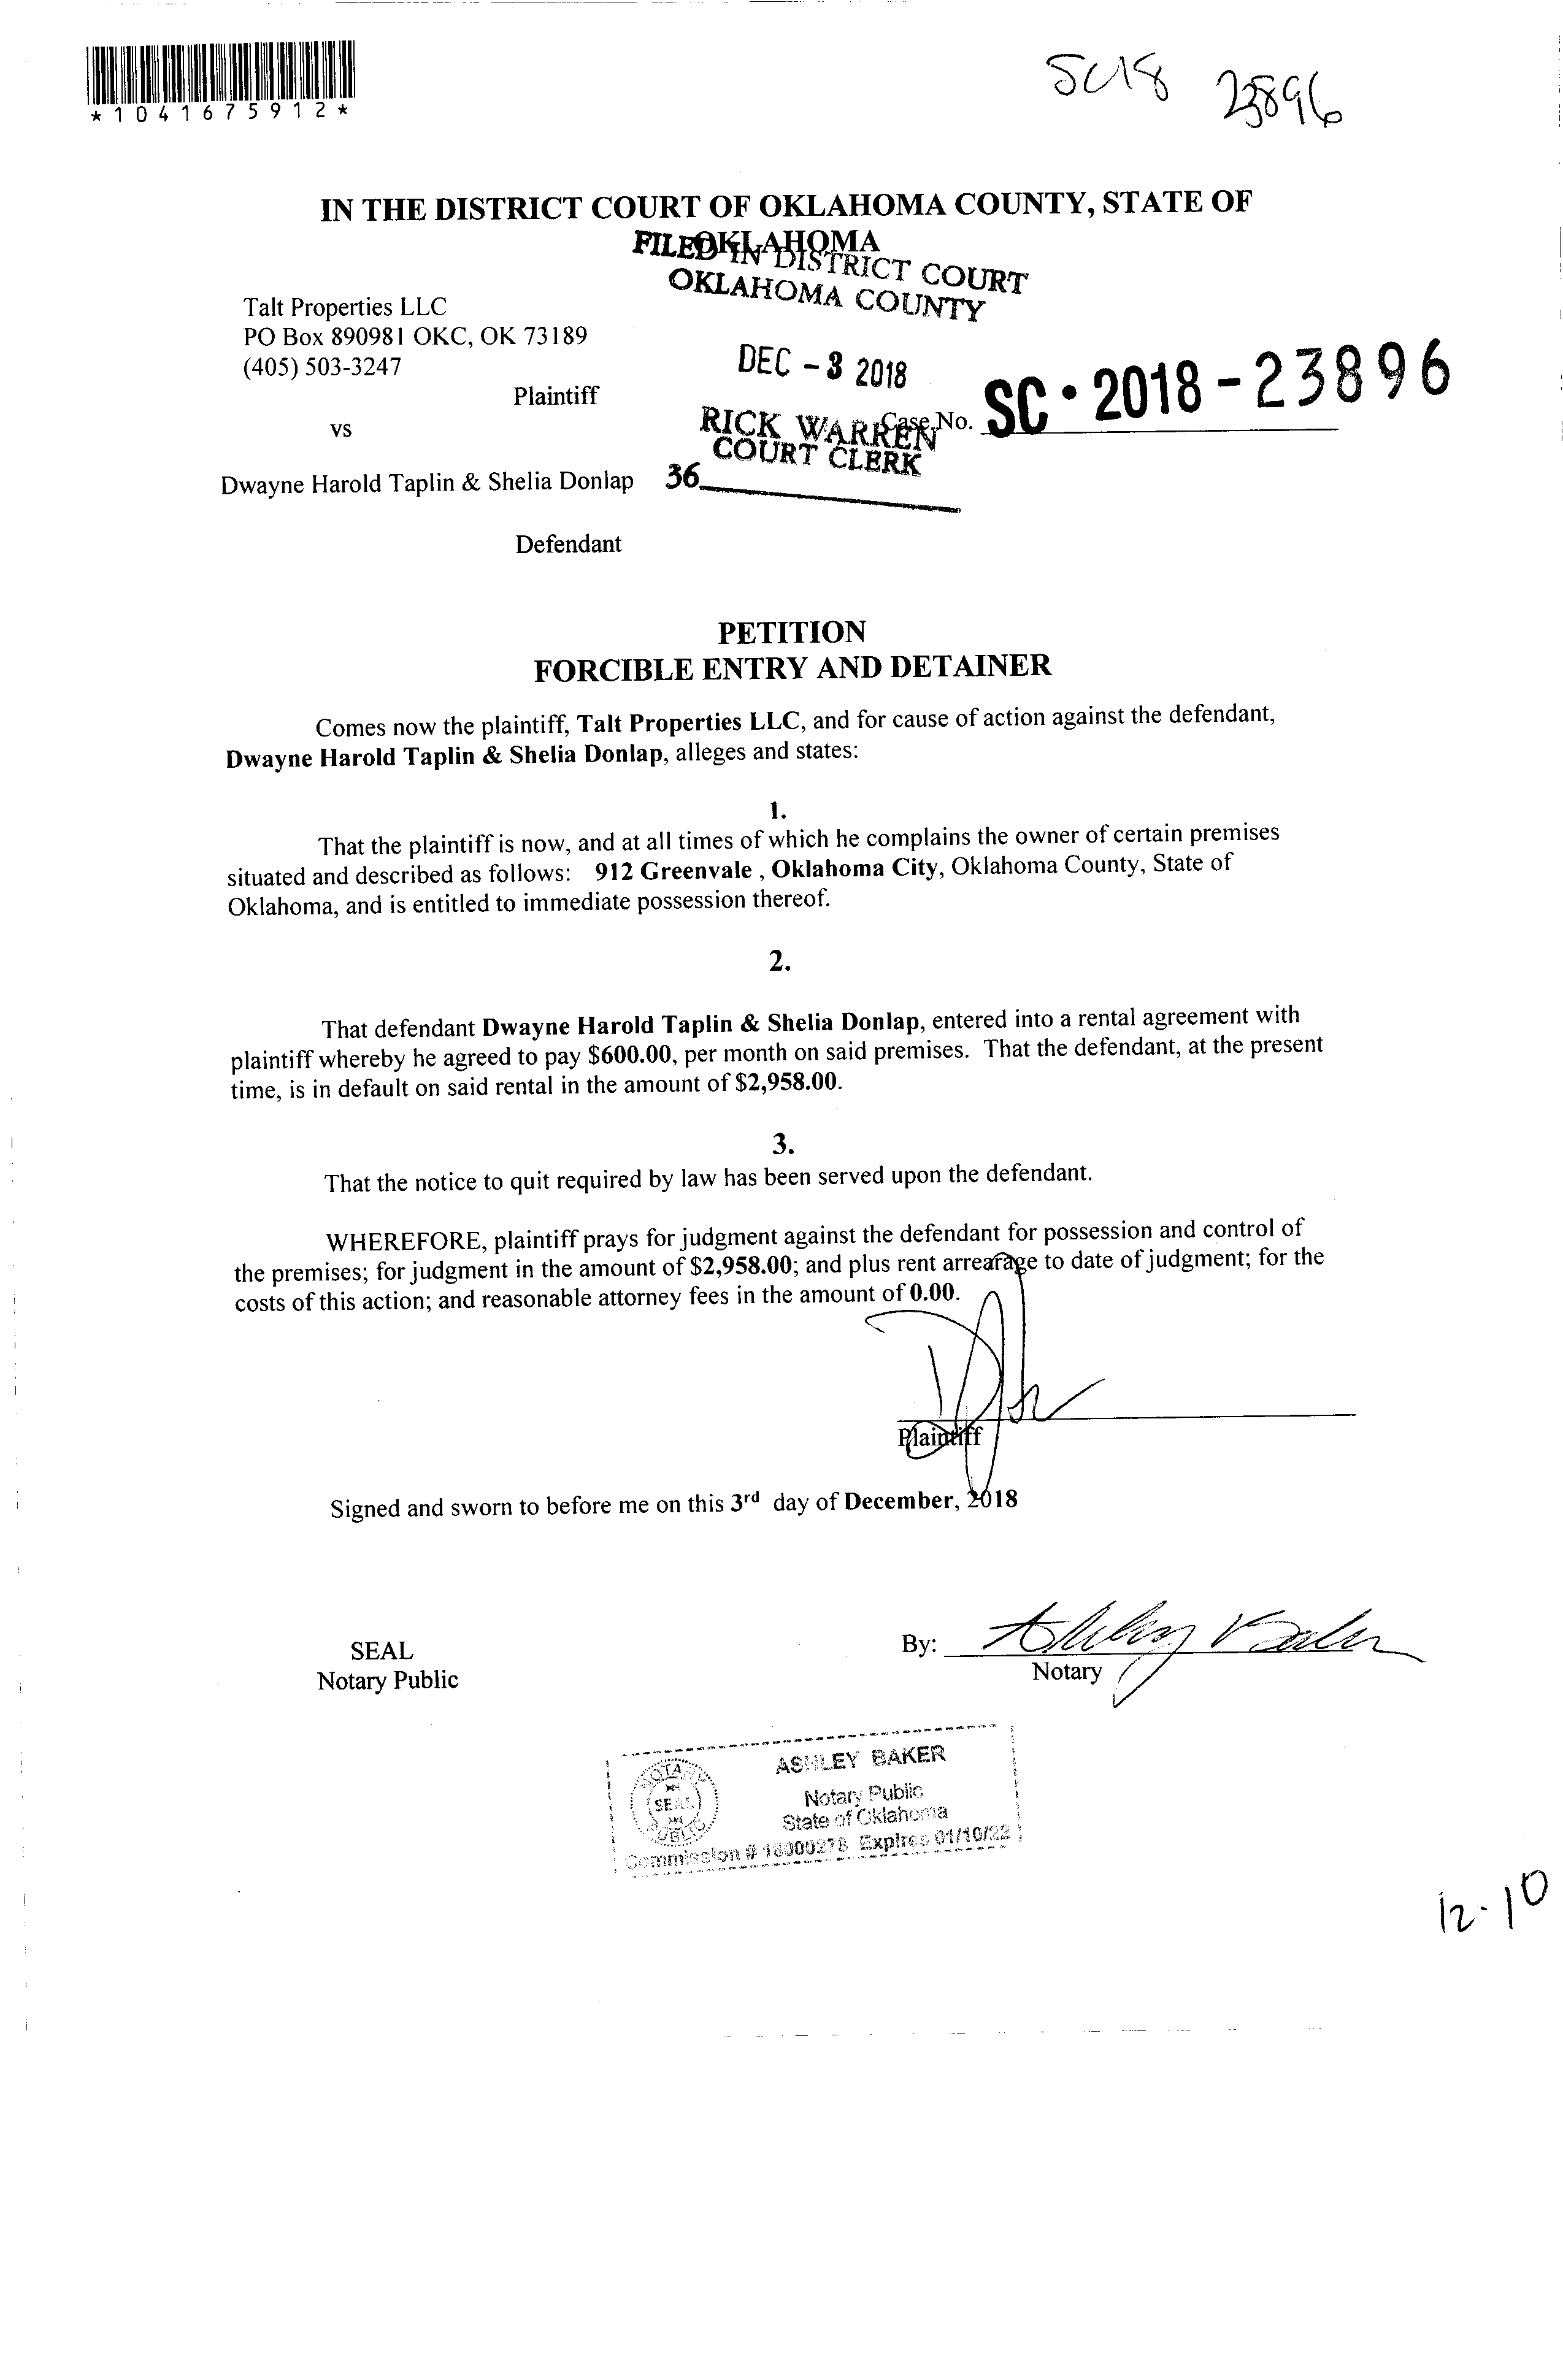 *1041675912*
SC18 23896
IN THE DISTRICT COURT OF OKLAHOMA COUNTY, STATE OF
OKLAHOMA
FILED IN DISTRICT COURT
OKLAHOMA COUNTY
Talt Properties LLC
PO Box 890981 OKC, OK 73189
(405) 503-3247
Plaintiff
DEC - 3 2018
vs
Case No. SC • 2018 - 23896
RICK WARREN
COURT CLERK
Dwayne Harold Taplin & Shelia Donlap
36
Defendant
PETITION
FORCIBLE ENTRY AND DETAINER
Comes now the plaintiff, Talt Properties LLC, and for cause of action against the defendant,
Dwayne Harold Taplin & Shelia Donlap, alleges and states:
1.
That the plaintiff is now, and at all times of which he complains the owner of certain premises
situated and described as follows: 912 Greenvale , Oklahoma City, Oklahoma County, State of
Oklahoma, and is entitled to immediate possession thereof.
2.
That defendant Dwayne Harold Taplin & Shelia Donlap, entered into a rental agreement with
plaintiff whereby he agreed to pay $600.00, per month on said premises. That the defendant, at the present
time, is in default on said rental in the amount of $2,958.00.
3.
That the notice to quit required by law has been served upon the defendant.
WHEREFORE, plaintiff prays for judgment against the defendant for possession and control of
the premises; for judgment in the amount of $2,958.00; and plus rent arrearage to date of judgment; for the
costs of this action; and reasonable attorney fees in the amount of 0.00.
Plaintiff
Signed and sworn to before me on this 3rd day of December, 2018
SEAL
Notary Public
By: Ashley Baker
Notary
NOTARY
SEAL
PUBLIC
ASHLEY BAKER
Notary Public
State of Oklahoma
Commission # 18000278 Expires 01/10/22
12-10